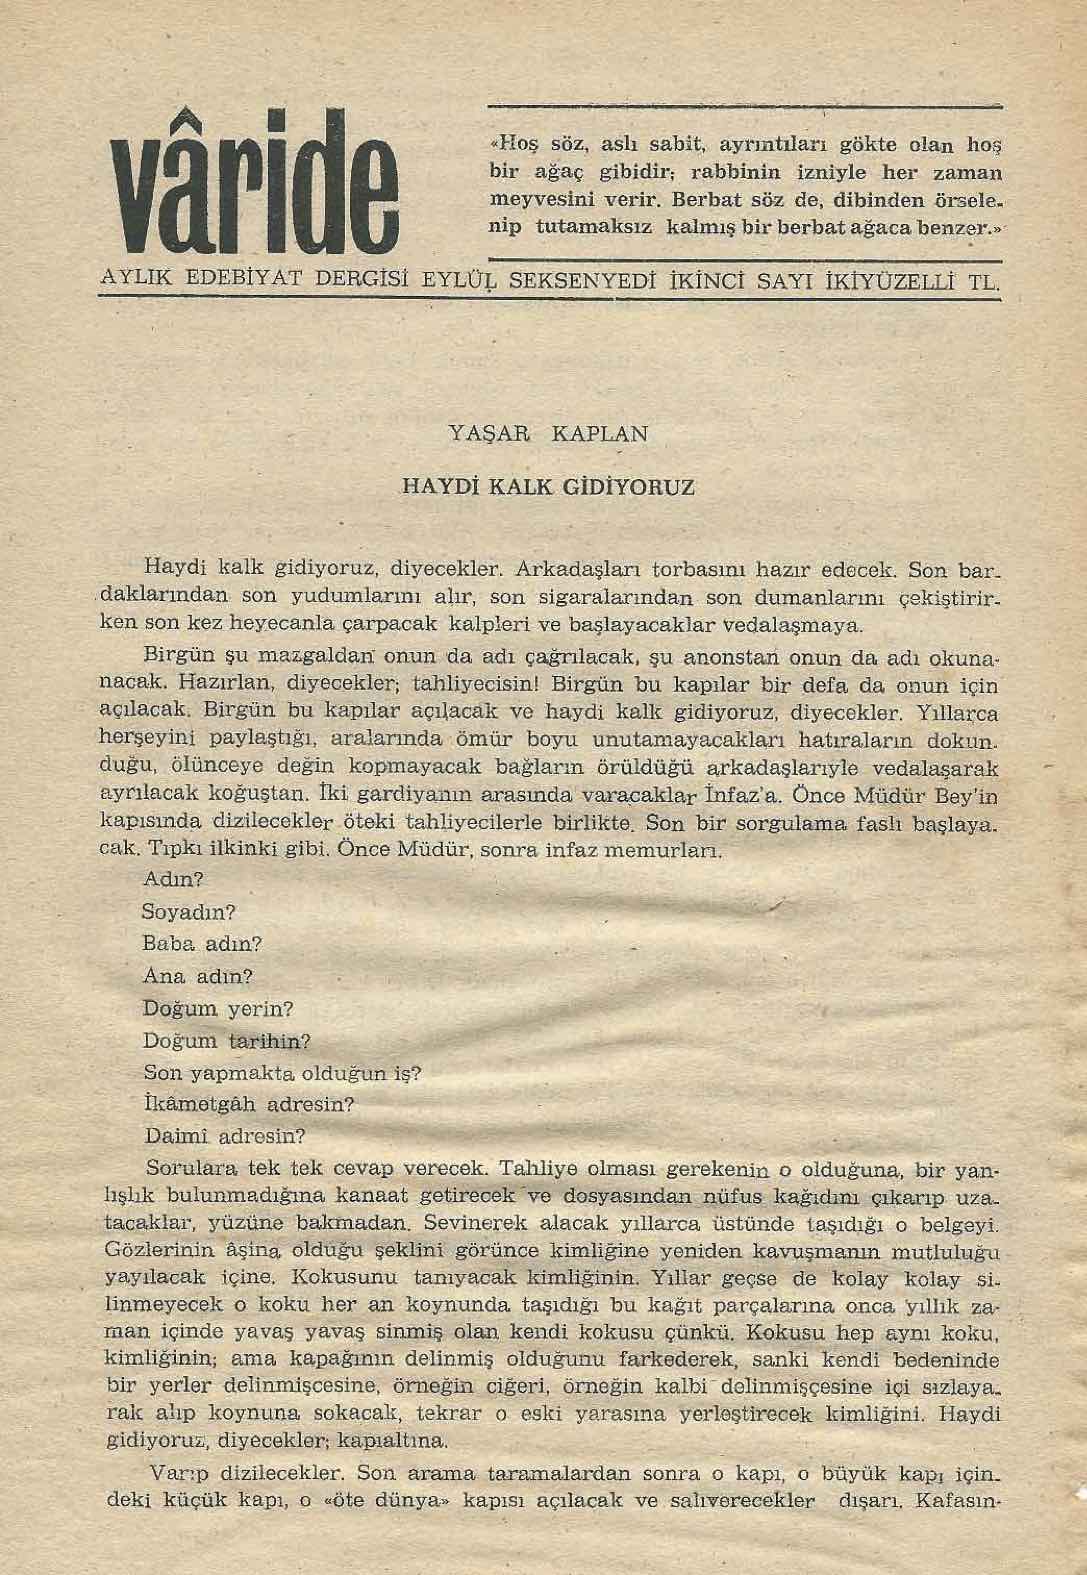 vâride
«Hoş söz, aslı sabit, ayrıntıları gökte olan hoş
bir ağaç gibidir; rabbinin izniyle her zaman
meyvesini verir. Berbat söz de, dibinden örsele-
nip tutamaksız kalmış bir berbat ağaca benzer.»
AYLIK EDEBİYAT DERGİSİ EYLÜL SEKSENYEDİ İKİNCİ SAYI İKİYÜZELLİ TL.
YAŞAR KAPLAN
HAYDİ KALK GİDİYORUZ
Haydi kalk gidiyoruz, diyecekler. Arkadaşları torbasını hazır edecek. Son bar-
daklarından son yudumlarını alır, son sigaralarından son dumanlarını çekiştirir-
ken son kez heyecanla çarpacak kalpleri ve başlayacaklar vedalaşmaya.
Birgün şu mazgaldan onun da adı çağrılacak, şu anonstan onun da adı okuna-
nacak. Hazırlan, diyecekler; tahliyecisin! Birgün bu kapılar bir defa da onun için
açılacak. Birgün bu kapılar açılacak ve haydi kalk gidiyoruz, diyecekler. Yıllarca
herşeyini paylaştığı, aralarında ömür boyu unutamayacakları hatıraların dokun-
duğu, ölünceye değin kopmayacak bağların örüldüğü arkadaşlarıyle vedalaşarak
ayrılacak koğuştan. İki gardiyanın arasında varacaklar İnfaz'a. Önce Müdür Bey'in
kapısında dizilecekler öteki tahliyecilerle birlikte. Son bir sorgulama faslı başlaya-
cak. Tıpkı ilkinki gibi. Önce Müdür, sonra infaz memurları.
Adın?
Soyadın?
Baba adın?
Ana adın?
Doğum yerin?
Doğum tarihin?
Son yapmakta olduğun iş?
İkâmetgâh adresin?
Daimî adresin?
Sorulara tek tek cevap verecek. Tahliye olması gerekenin o olduğuna, bir yan-
lışlık bulunmadığına kanaat getirecek ve dosyasından nüfus kağıdını çıkarıp uza-
tacaklar, yüzüne bakmadan. Sevinerek alacak yıllarca üstünde taşıdığı o belgeyi.
Gözlerinin âşina olduğu şeklini görünce kimliğine yeniden kavuşmanın mutluluğu
yayılacak içine. Kokusunu tanıyacak kimliğinin. Yıllar geçse de kolay kolay si-
linmeyecek o koku her an koynunda taşıdığı bu kağıt parçalarına onca yıllık za-
man içinde yavaş yavaş sinmiş olan kendi kokusu çünkü. Kokusu hep aynı koku,
kimliğinin; ama kapağının delinmiş olduğunu farkederek, sanki kendi bedeninde
bir yerler delinmişcesine, örneğin ciğeri, örneğin kalbi delinmişçesine içi sızlaya-
rak alıp koynuna sokacak, tekrar o eski yarasına yerleştirecek kimliğini. Haydi
gidiyoruz, diyecekler; kapıaltına.
Varıp dizilecekler. Son arama taramalardan sonra o kapı, o büyük kapı için-
deki küçük kapı, o «öte dünya» kapısı açılacak ve salıverecekler dışarı. Kafasın-